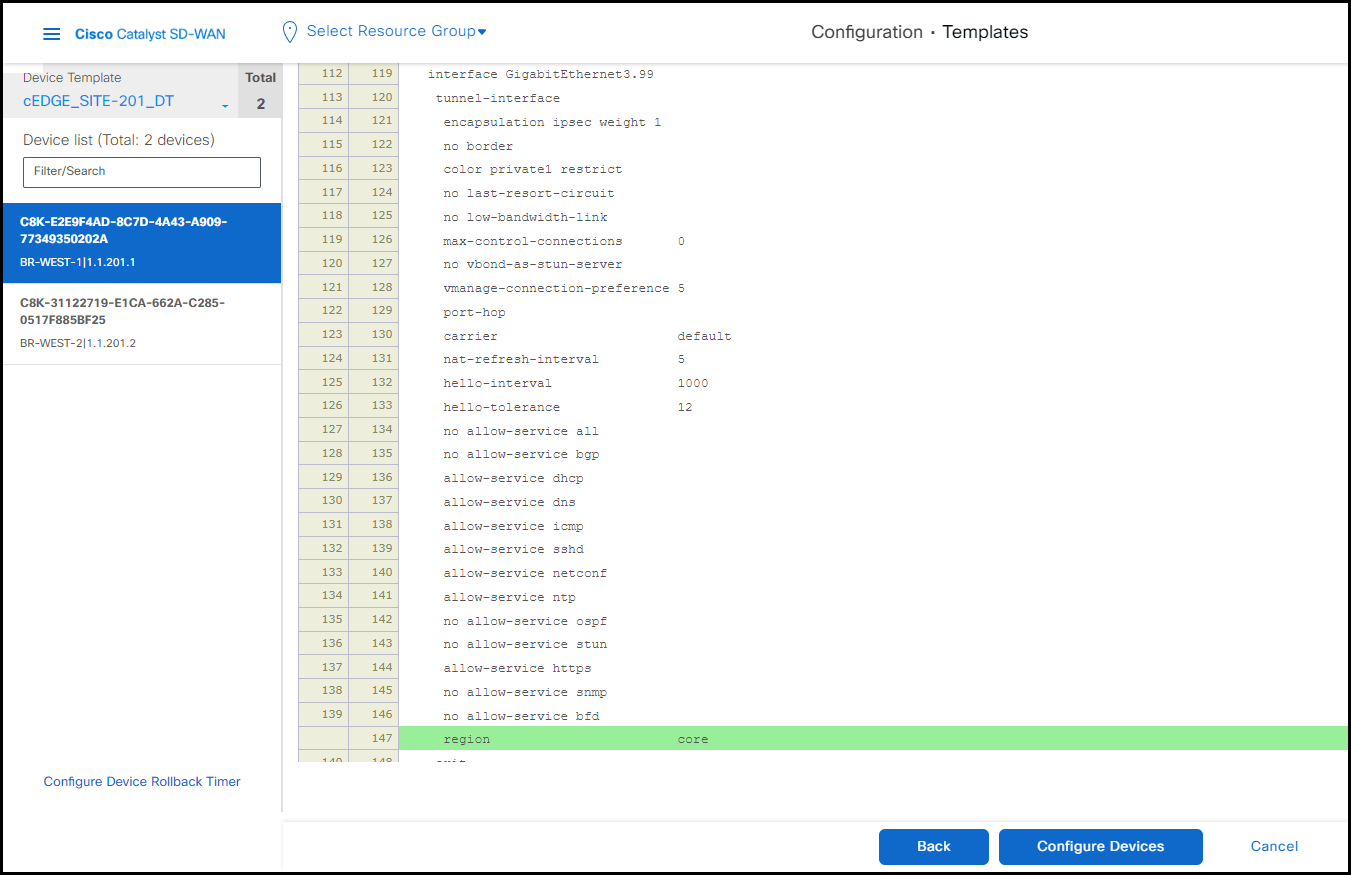 Cisco Catalyst SD-WAN
Select Resource Group
Configuration · Templates
Device Template
cEDGE_SITE-201_DT
Total
2
Device list (Total: 2 devices)
Filter/Search
C8K-E2E9F4AD-8C7D-4A43-A909-
77349350202A
BR-WEST-1|1.1.201.1
C8K-31122719-E1CA-662A-C285-
0517F885BF25
BR-WEST-2|1.1.201.2
Configure Device Rollback Timer
112 119 interface GigabitEthernet3.99
113 120 tunnel-interface
114 121 encapsulation ipsec weight 1
115 122 no border
116 123 color private1 restrict
117 124 no last-resort-circuit
118 125 no low-bandwidth-link
119 126 max-control-connections 0
120 127 no vbond-as-stun-server
121 128 vmanage-connection-preference 5
122 129 port-hop
123 130 carrier default
124 131 nat-refresh-interval 5
125 132 hello-interval 1000
126 133 hello-tolerance 12
127 134 no allow-service all
128 135 no allow-service bgp
129 136 allow-service dhcp
130 137 allow-service dns
131 138 allow-service icmp
132 139 allow-service sshd
133 140 allow-service netconf
134 141 allow-service ntp
135 142 no allow-service ospf
136 143 no allow-service stun
137 144 allow-service https
138 145 no allow-service snmp
139 146 no allow-service bfd
147 region core
140 148 exit
Back
Configure Devices
Cancel